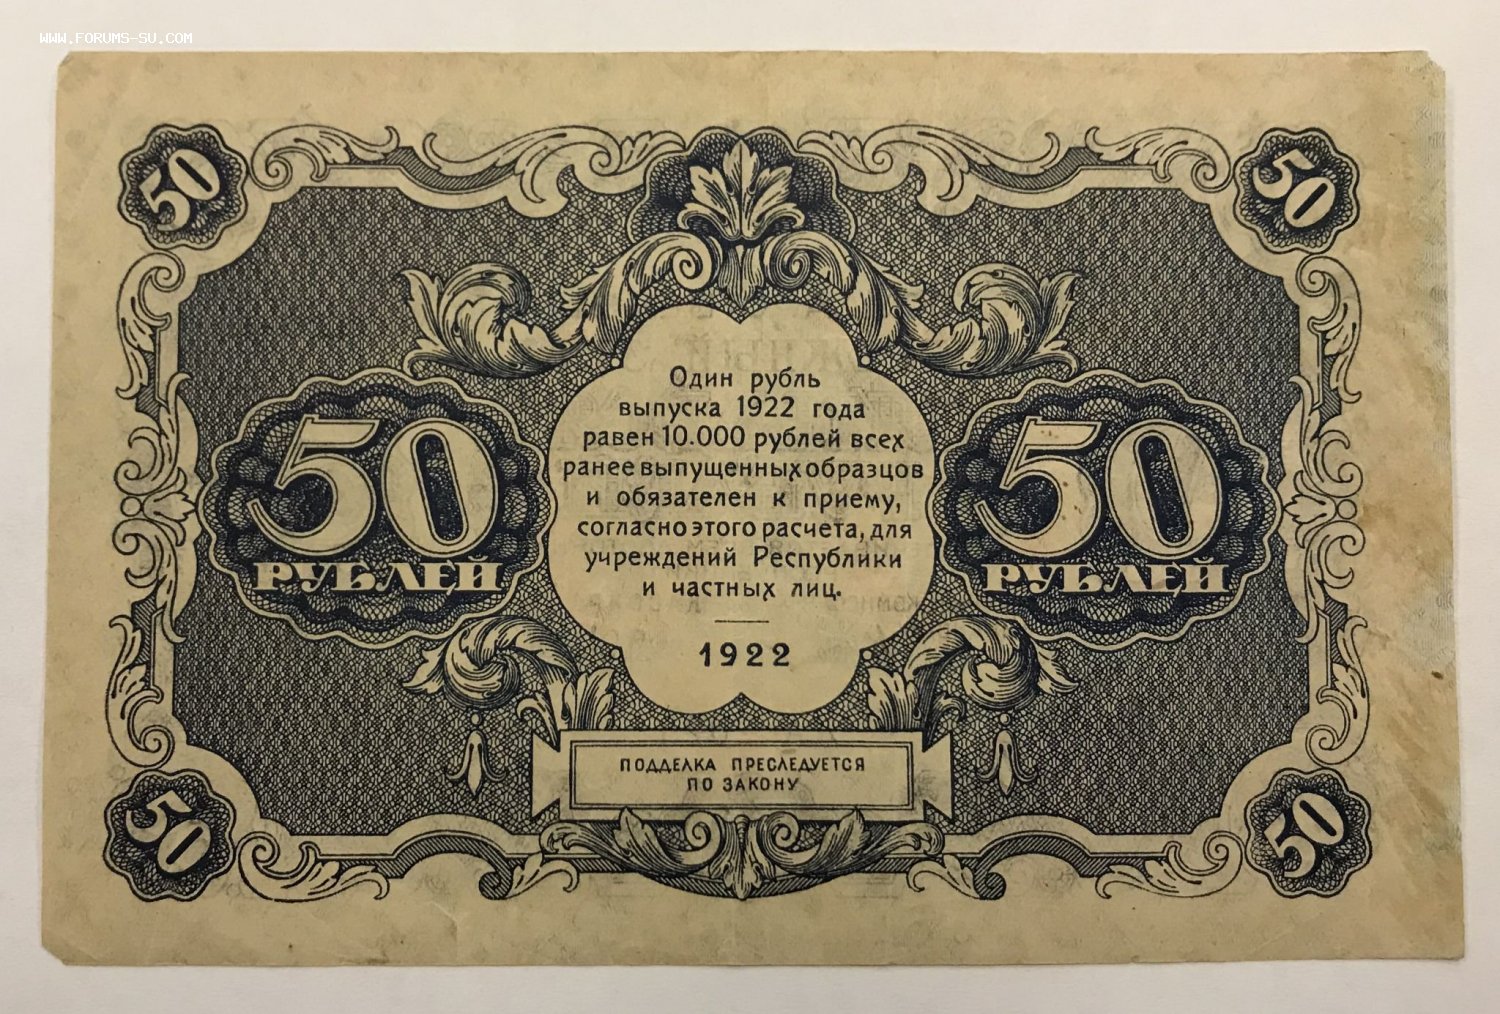 WWW.FORUMS-SU.COM
50
50
Один рубль
выпуска 1922 года
равен 10.000 рублей всех
ранее выпущенных образцов
и обязателен к приему,
согласно этого расчета, для
учреждений Республики
и частных лиц.
1922
50
РУБЛЕЙ
50
РУБЛЕЙ
ПОДДЕЛКА ПРЕСЛЕДУЕТСЯ
ПО ЗАКОНУ
50
50